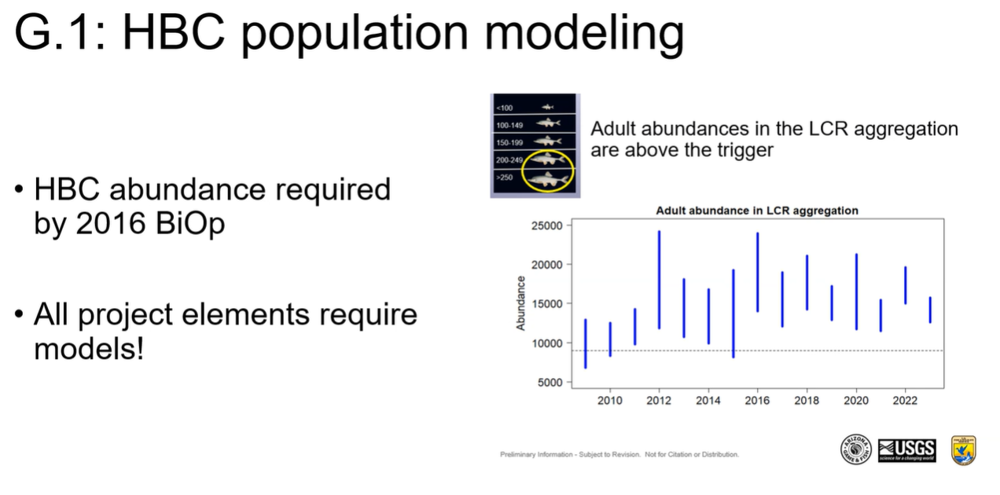 G.1: HBC population modeling
• HBC abundance required
by 2016 BiOp
• All project elements require
models!
<100
100-149
150-199
200-249
>250
Adult abundances in the LCR aggregation
are above the trigger
Adult abundance in LCR aggregation
Abundance
25000
20000
15000
10000
5000
2010 2012 2014 2016 2018 2020 2022
Preliminary Information - Subject to Revision. Not for Citation or Distribution.
ARIZONA
GAME & FISH
USGS
science for a changing world